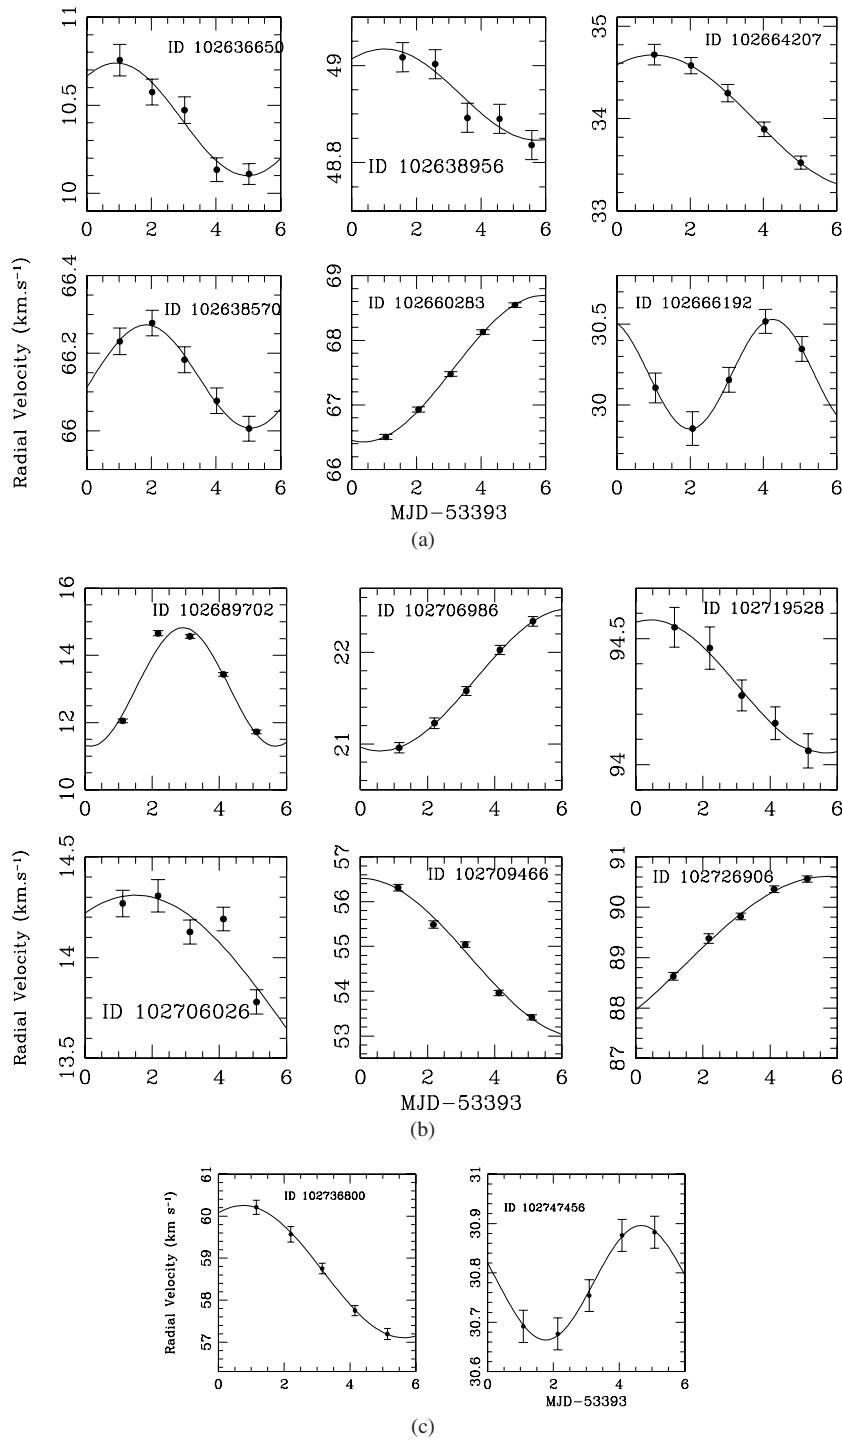 ID 102636650
10 10.5 11
0 2 4 6
ID 102638956
48.8 49
0 2 4 6
ID 102664207
33 34 35
0 2 4 6
Radial Velocity (km.s⁻¹)
ID 102638570
66 66.2 66.4
0 2 4 6
ID 102660283
66 67 68 69
0 2 4 6
ID 102666192
30 30.5
0 2 4 6
MJD−53393
(a)
ID 102689702
10 12 14 16
0 2 4 6
ID 102706986
21 22
0 2 4 6
ID 102719528
94 94.5
0 2 4 6
Radial Velocity (km.s⁻¹)
ID 102706026
13.5 14 14.5
0 2 4 6
ID 102709466
53 54 55 56 57
0 2 4 6
ID 102726906
87 88 89 90 91
0 2 4 6
MJD−53393
(b)
Radial Velocity (km s⁻¹)
ID 102736800
57 58 59 60 61
0 2 4 6
ID 102747456
30.6 30.7 30.8 30.9 31
0 2 4 6
MJD−53393
(c)